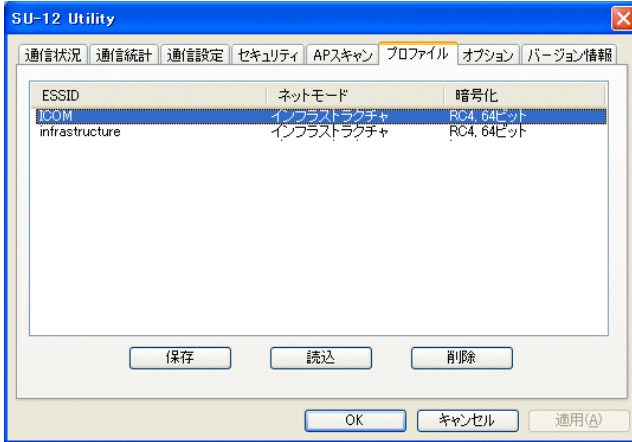 SU-12 Utility
通信状況 通信統計 通信設定 セキュリティ APスキャン プロファイル オプション バージョン情報
ESSID ネットモード 暗号化
ICOM インフラストラクチャ RC4, 64ビット
infrastructure インフラストラクチャ RC4, 64ビット
保存 読込 削除
OK キャンセル 適用(A)